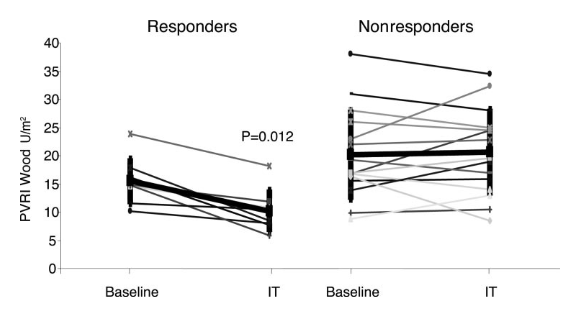 Responders Nonresponders
40
35
30
25
20
15
10
5
0
PVRI Wood U/m²
P=0.012
Baseline IT Baseline IT